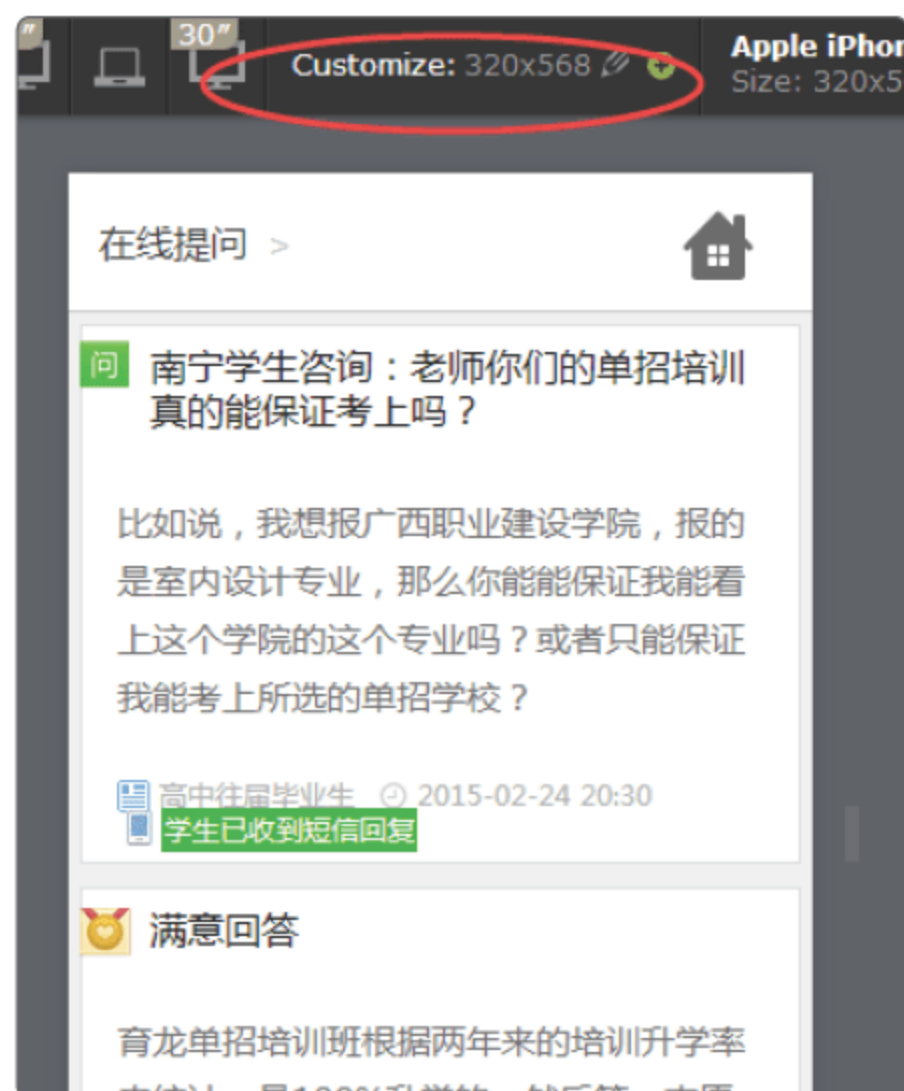 30″
Customize: 320x568
Apple iPhon
Size: 320x5
在线提问 >
问 南宁学生咨询：老师你们的单招培训
真的能保证考上吗？
比如说，我想报广西职业建设学院，报的
是室内设计专业，那么你能能保证我能看
上这个学院的这个专业吗？或者只能保证
我能考上所选的单招学校？
高中往届毕业生 2015-02-24 20:30
学生已收到短信回复
满意回答
育龙单招培训班根据两年来的培训升学率